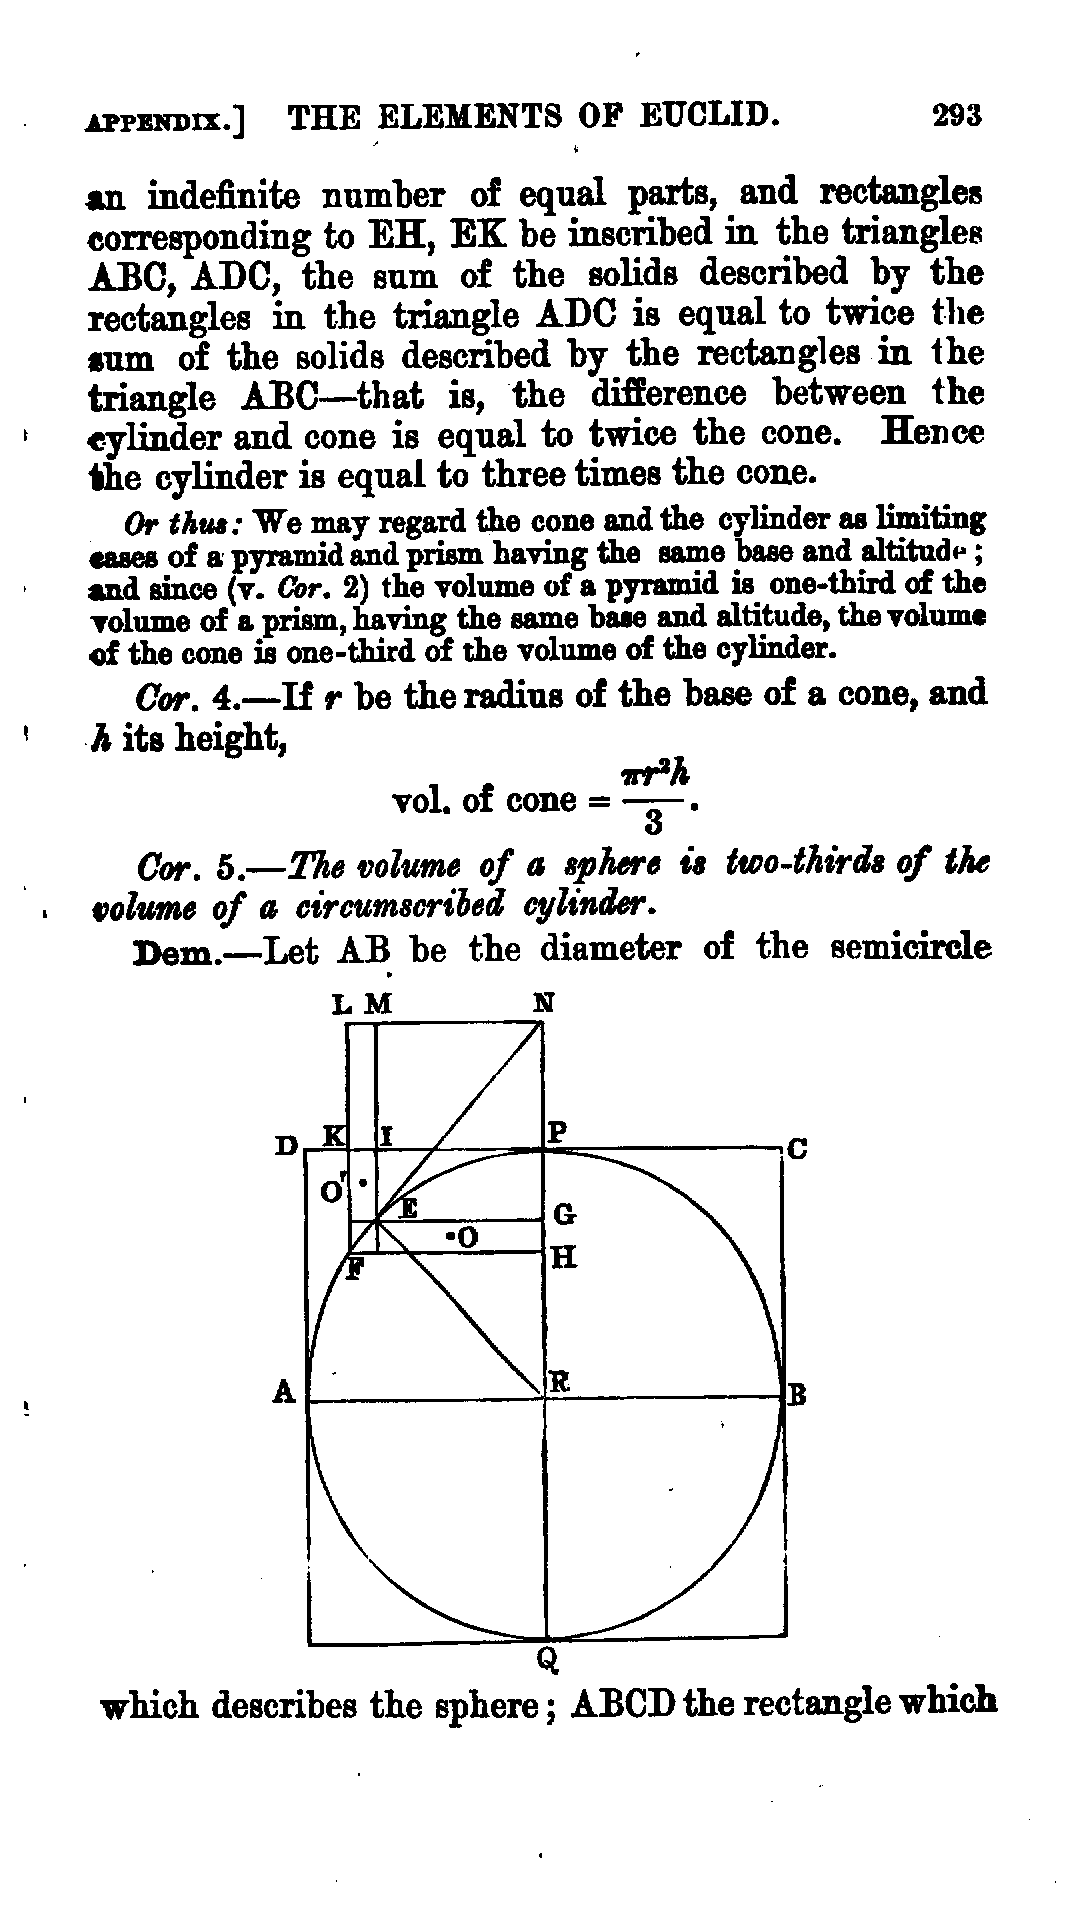 APPENDIX.] THE ELEMENTS OF EUCLID. 293
an indefinite number of equal parts, and rectangles
corresponding to EH, EK be inscribed in the triangles
ABC, ADC, the sum of the solids described by the
rectangles in the triangle ADC is equal to twice the
sum of the solids described by the rectangles in the
triangle ABC—that is, the difference between the
cylinder and cone is equal to twice the cone. Hence
the cylinder is equal to three times the cone.
Or thus: We may regard the cone and the cylinder as limiting
cases of a pyramid and prism having the same base and altitude;
and since (v. Cor. 2) the volume of a pyramid is one-third of the
volume of a prism, having the same base and altitude, the volume
of the cone is one-third of the volume of the cylinder.
Cor. 4.—If r be the radius of the base of a cone, and
h its height,
vol. of cone = πr²h / 3 .
Cor. 5.—The volume of a sphere is two-thirds of the
volume of a circumscribed cylinder.
Dem.—Let AB be the diameter of the semicircle
L M N
D K I P C
O'
E G
O
F H
A R B
Q
which describes the sphere; ABCD the rectangle which